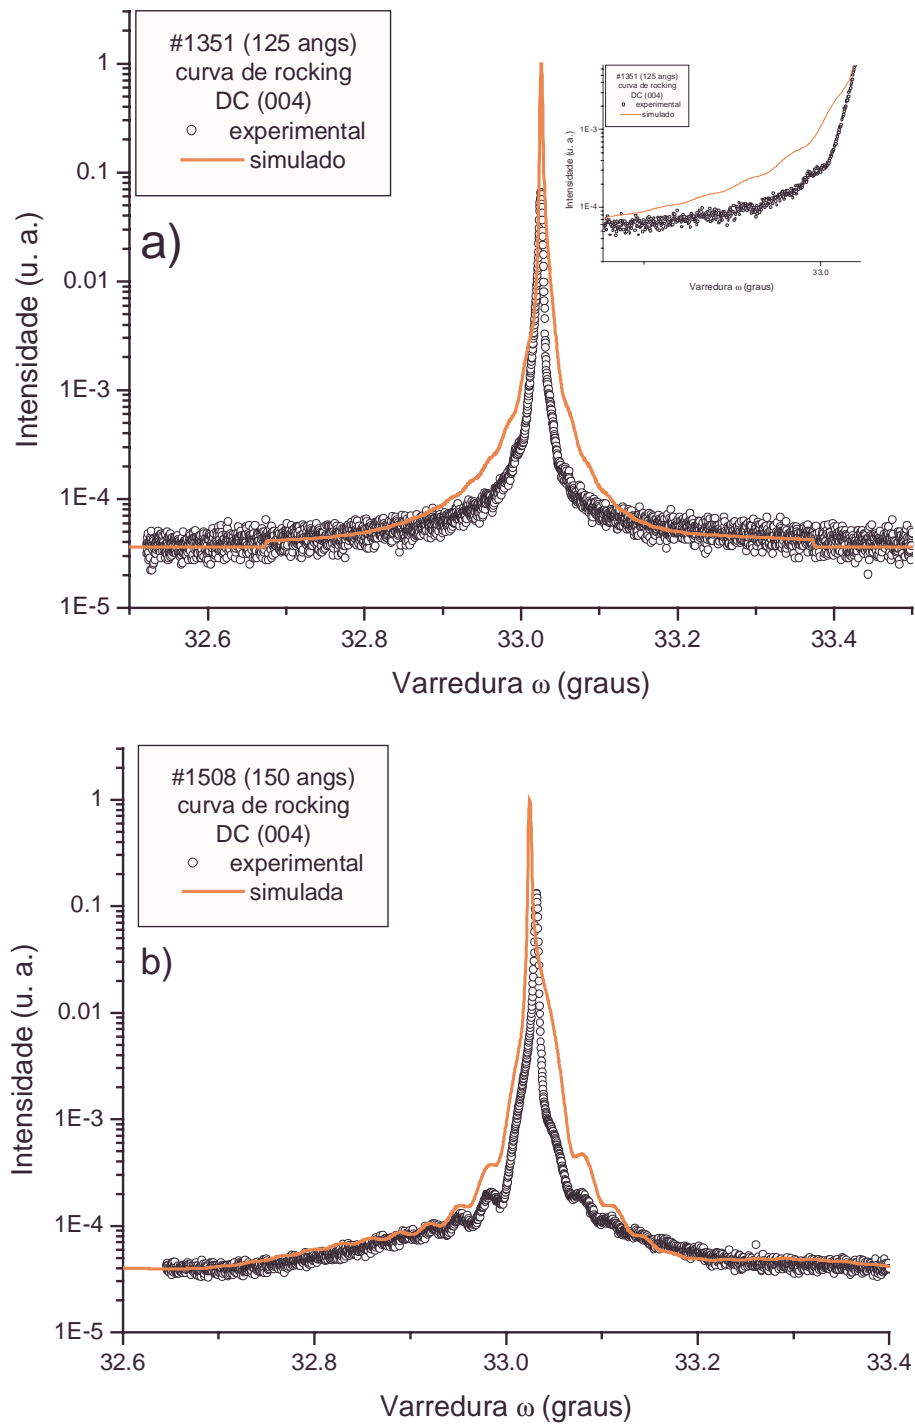 #1351 (125 angs)
curva de rocking
DC (004)
experimental
simulado
a)
1
0.1
0.01
1E-3
1E-4
1E-5
Intensidade (u. a.)
32.6
32.8
33.0
33.2
33.4
Varredura ω (graus)
#1351 (125 angs)
curva de rocking
DC (004)
experimental
simulado
1E-3
1E-4
Intensidade (u. a.)
33.0
Varredura ω (graus)
#1508 (150 angs)
curva de rocking
DC (004)
experimental
simulada
b)
1
0.1
0.01
1E-3
1E-4
1E-5
Intensidade (u. a.)
32.6
32.8
33.0
33.2
33.4
Varredura ω (graus)